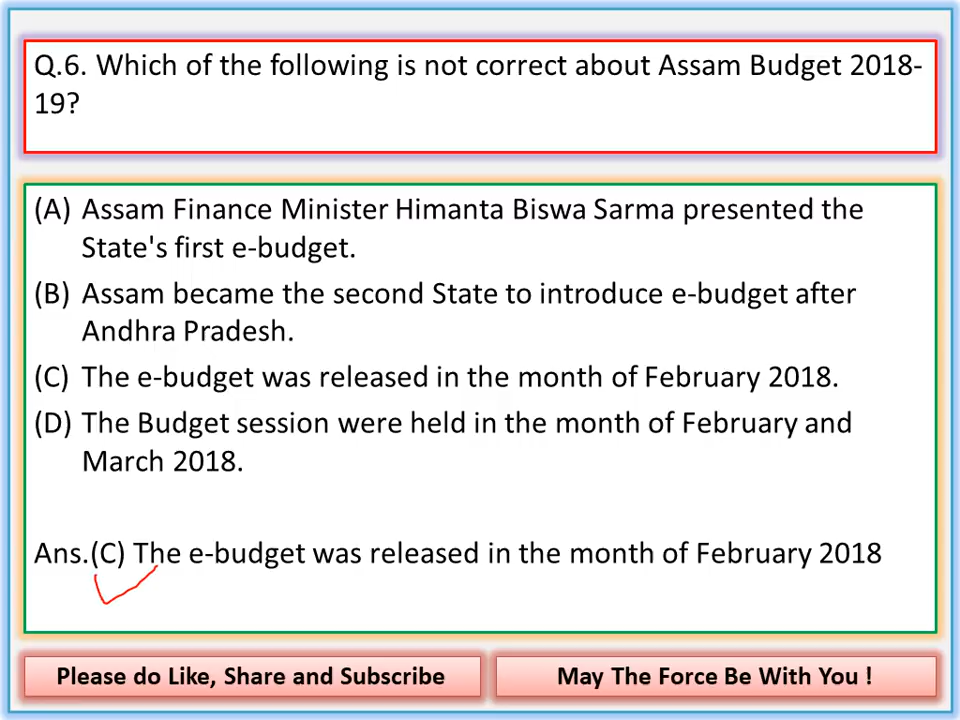 Q.6. Which of the following is not correct about Assam Budget 2018-
19?
(A) Assam Finance Minister Himanta Biswa Sarma presented the
State's first e-budget.
(B) Assam became the second State to introduce e-budget after
Andhra Pradesh.
(C) The e-budget was released in the month of February 2018.
(D) The Budget session were held in the month of February and
March 2018.
Ans.(C) The e-budget was released in the month of February 2018
Please do Like, Share and Subscribe
May The Force Be With You !